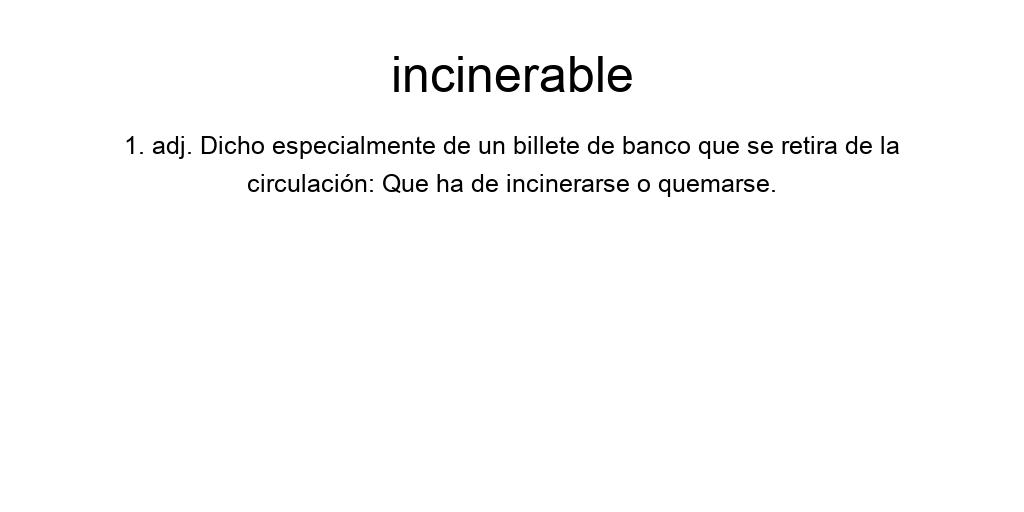 incinerable
1. adj. Dicho especialmente de un billete de banco que se retira de la
circulación: Que ha de incinerarse o quemarse.